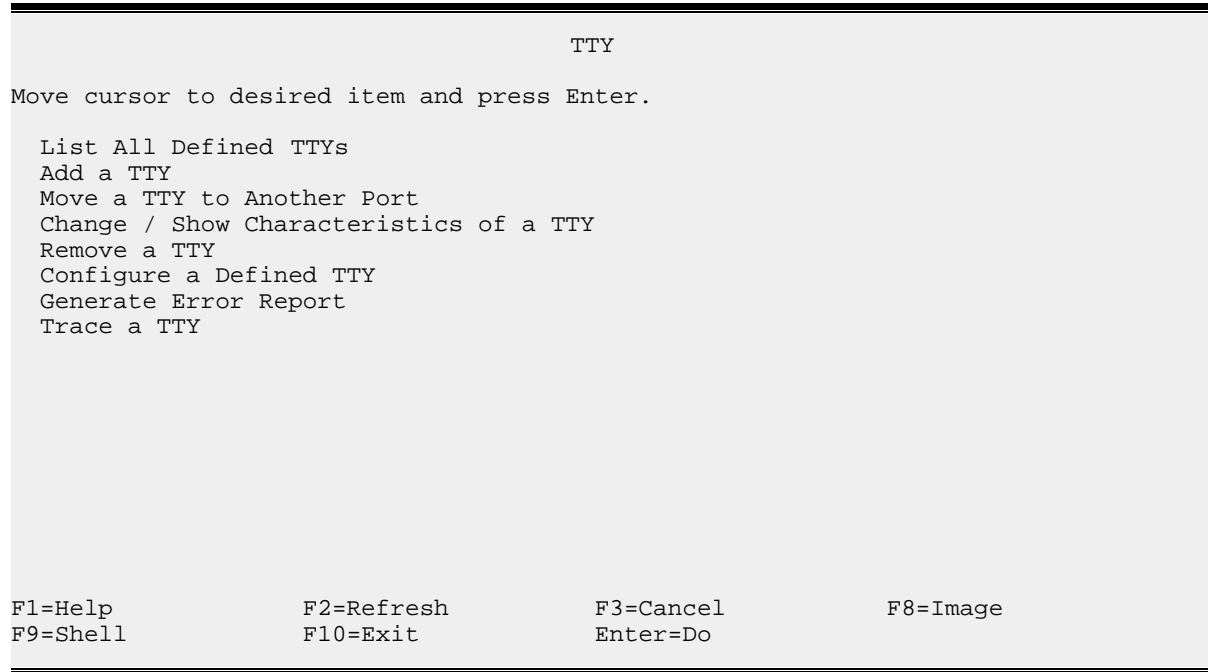 TTY
Move cursor to desired item and press Enter.
List All Defined TTYs
Add a TTY
Move a TTY to Another Port
Change / Show Characteristics of a TTY
Remove a TTY
Configure a Defined TTY
Generate Error Report
Trace a TTY
F1=Help F2=Refresh F3=Cancel F8=Image
F9=Shell F10=Exit Enter=Do